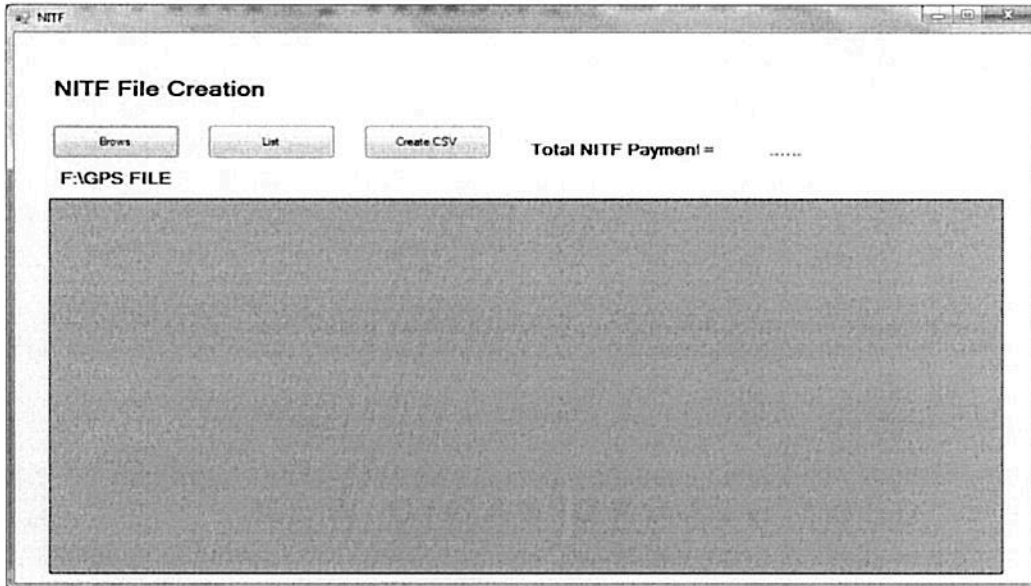 NITF
NITF File Creation
Brows
List
Create CSV
Total NITF Payment = ......
F:\GPS FILE